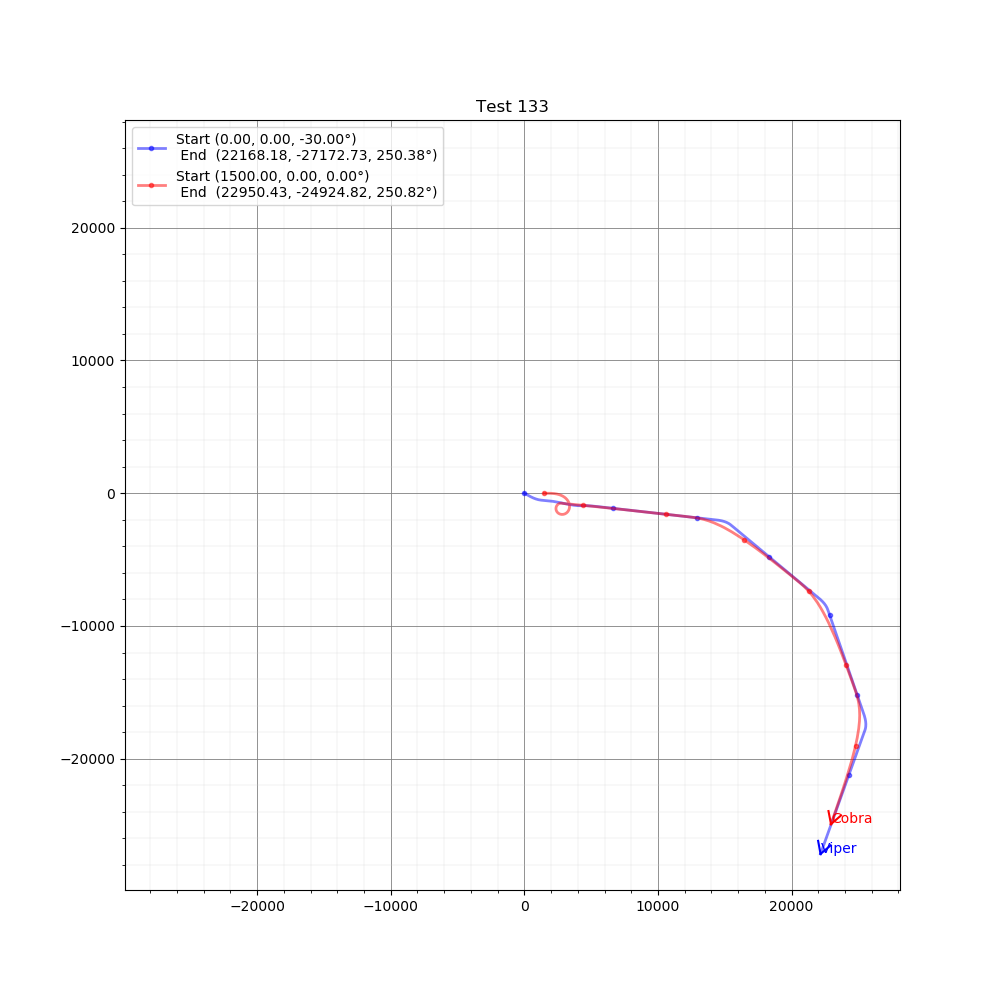 Test 133
Start (0.00, 0.00, -30.00°)
End  (22168.18, -27172.73, 250.38°)
Start (1500.00, 0.00, 0.00°)
End  (22950.43, -24924.82, 250.82°)
20000
10000
0
−10000
−20000
Cobra
Viper
−20000
−10000
0
10000
20000